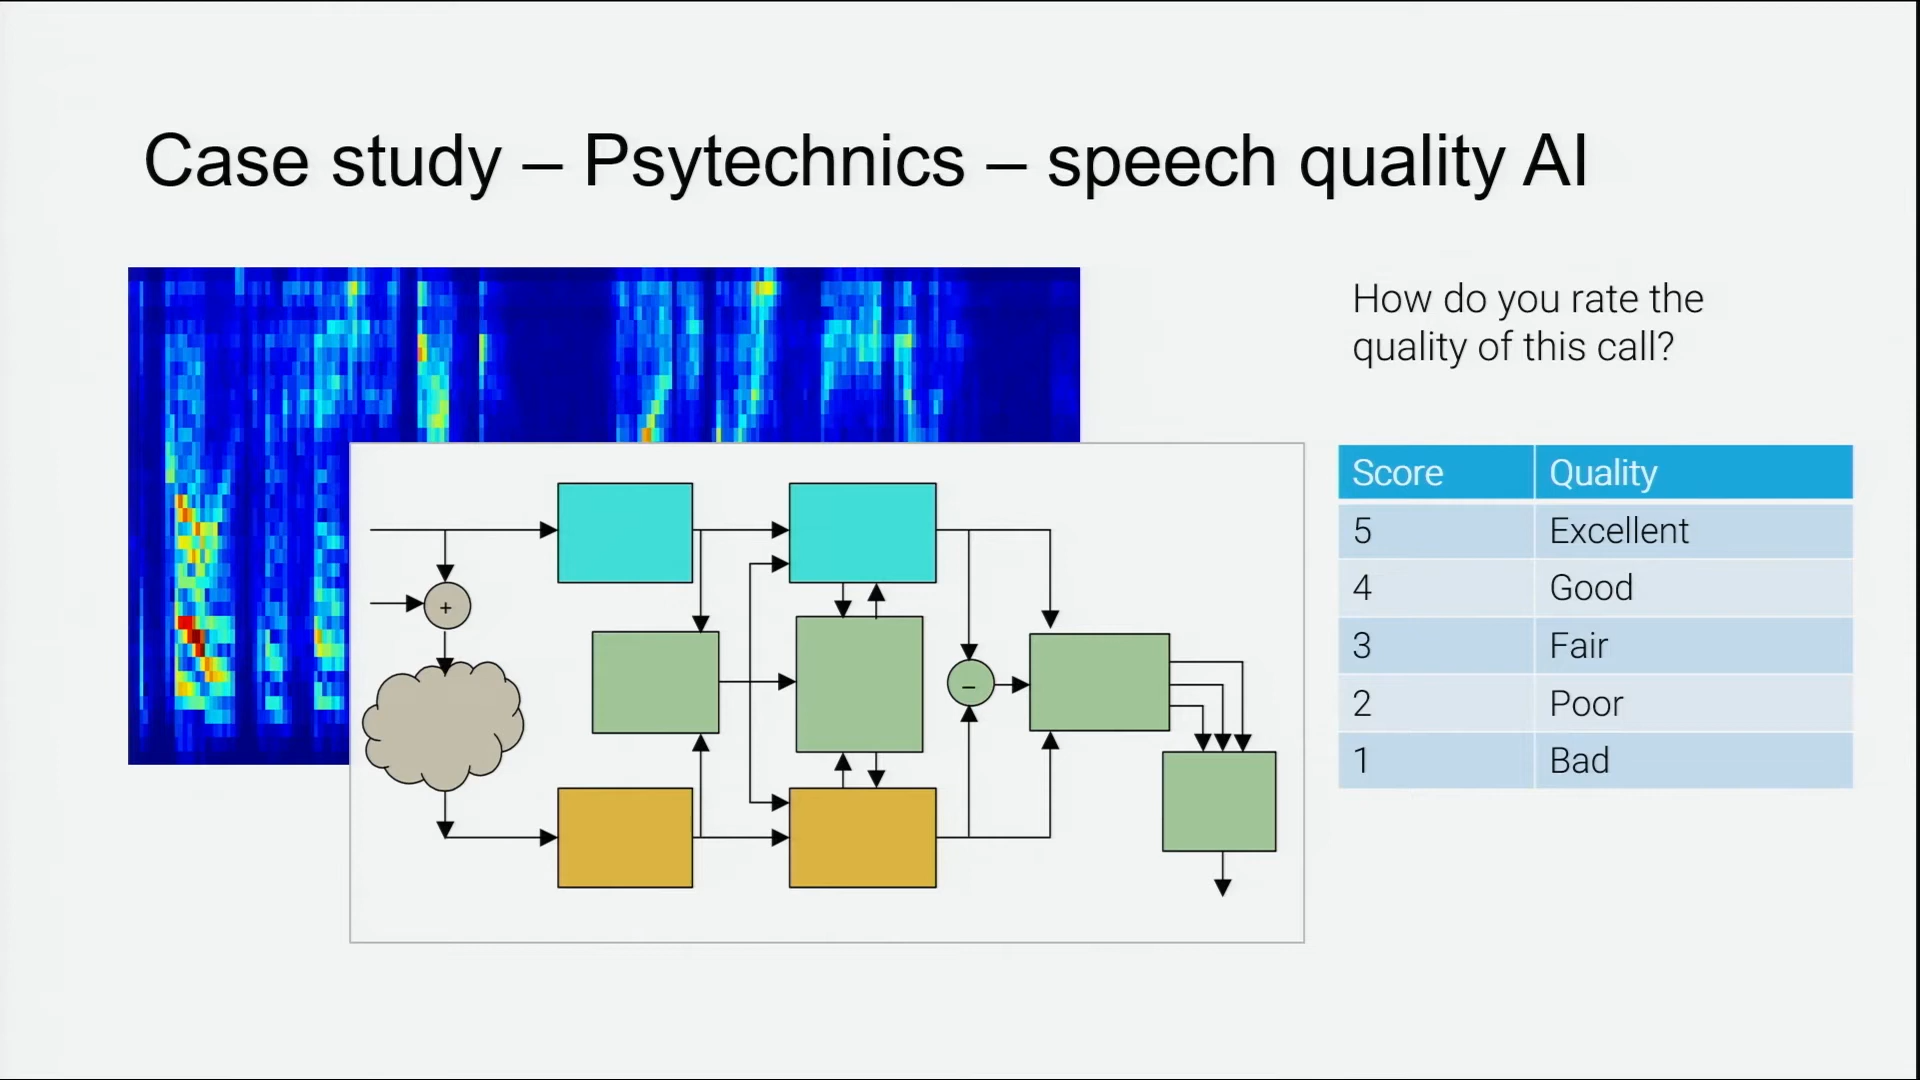 Case study – Psytechnics – speech quality AI
How do you rate the
quality of this call?
Score Quality
5 Excellent
4 Good
3 Fair
2 Poor
1 Bad
+
–